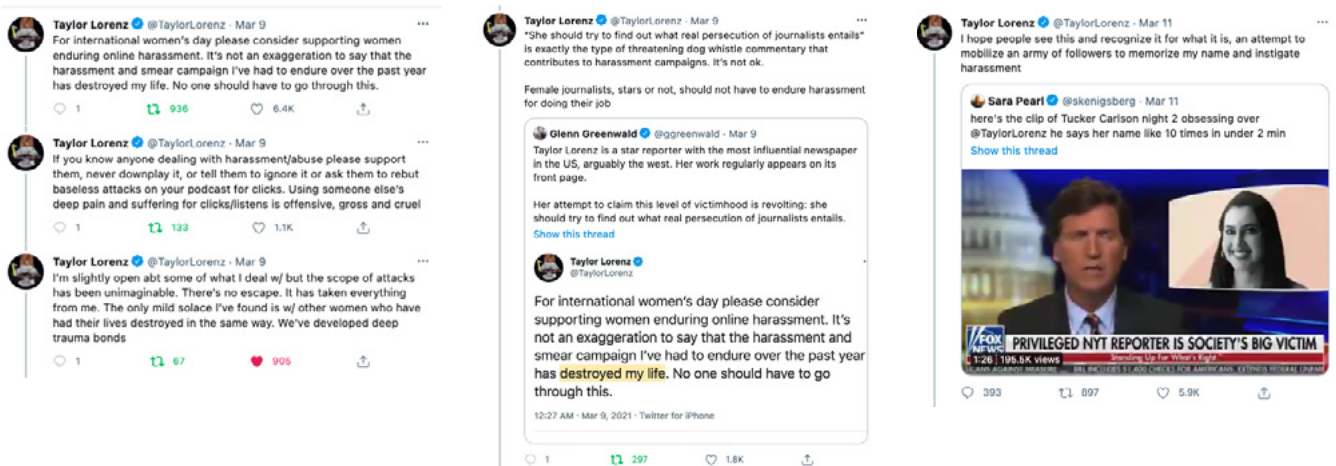 Taylor Lorenz @TaylorLorenz · Mar 9
For international women's day please consider supporting women
enduring online harassment. It's not an exaggeration to say that the
harassment and smear campaign I've had to endure over the past year
has destroyed my life. No one should have to go through this.
1 936 6.4K
Taylor Lorenz @TaylorLorenz · Mar 9
If you know anyone dealing with harassment/abuse please support
them, never downplay it, or tell them to ignore it or ask them to rebut
baseless attacks on your podcast for clicks. Using someone else's
deep pain and suffering for clicks/listens is offensive, gross and cruel
1 133 1.1K
Taylor Lorenz @TaylorLorenz · Mar 9
I'm slightly open abt some of what I deal w/ but the scope of attacks
has been unimaginable. There's no escape. It has taken everything
from me. The only mild solace I've found is w/ other women who have
had their lives destroyed in the same way. We've developed deep
trauma bonds
1 67 905
Taylor Lorenz @TaylorLorenz · Mar 9
"She should try to find out what real persecution of journalists entails"
is exactly the type of threatening dog whistle commentary that
contributes to harassment campaigns. It's not ok.
Female journalists, stars or not, should not have to endure harassment
for doing their job
Glenn Greenwald @ggreenwald · Mar 9
Taylor Lorenz is a star reporter with the most influential newspaper
in the US, arguably the west. Her work regularly appears on its
front page.
Her attempt to claim this level of victimhood is revolting: she
should try to find out what real persecution of journalists entails.
Show this thread
Taylor Lorenz
@TaylorLorenz
For international women's day please consider
supporting women enduring online harassment. It's
not an exaggeration to say that the harassment and
smear campaign I've had to endure over the past year
has destroyed my life. No one should have to go
through this.
12:27 AM · Mar 9, 2021 · Twitter for iPhone
1 297 1.8K
Taylor Lorenz @TaylorLorenz · Mar 11
I hope people see this and recognize it for what it is, an attempt to
mobilize an army of followers to memorize my name and instigate
harassment
Sara Pearl @skenigsberg · Mar 11
here's the clip of Tucker Carlson night 2 obsessing over
@TaylorLorenz he says her name like 10 times in under 2 min
Show this thread
FOX
NEWS
PRIVILEGED NYT REPORTER IS SOCIETY'S BIG VICTIM
1:26 195.5K views
Standing Up For What's Right
BILL INCLUDES $1,400 CHECKS FOR AMERICANS, EXTENDS FEDERAL
393 897 5.9K